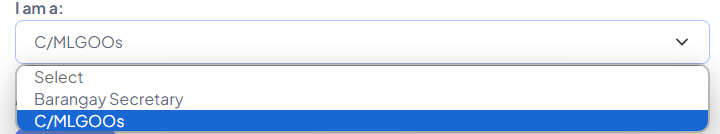 I am a:
C/MLGOOs
Select
Barangay Secretary
C/MLGOOs